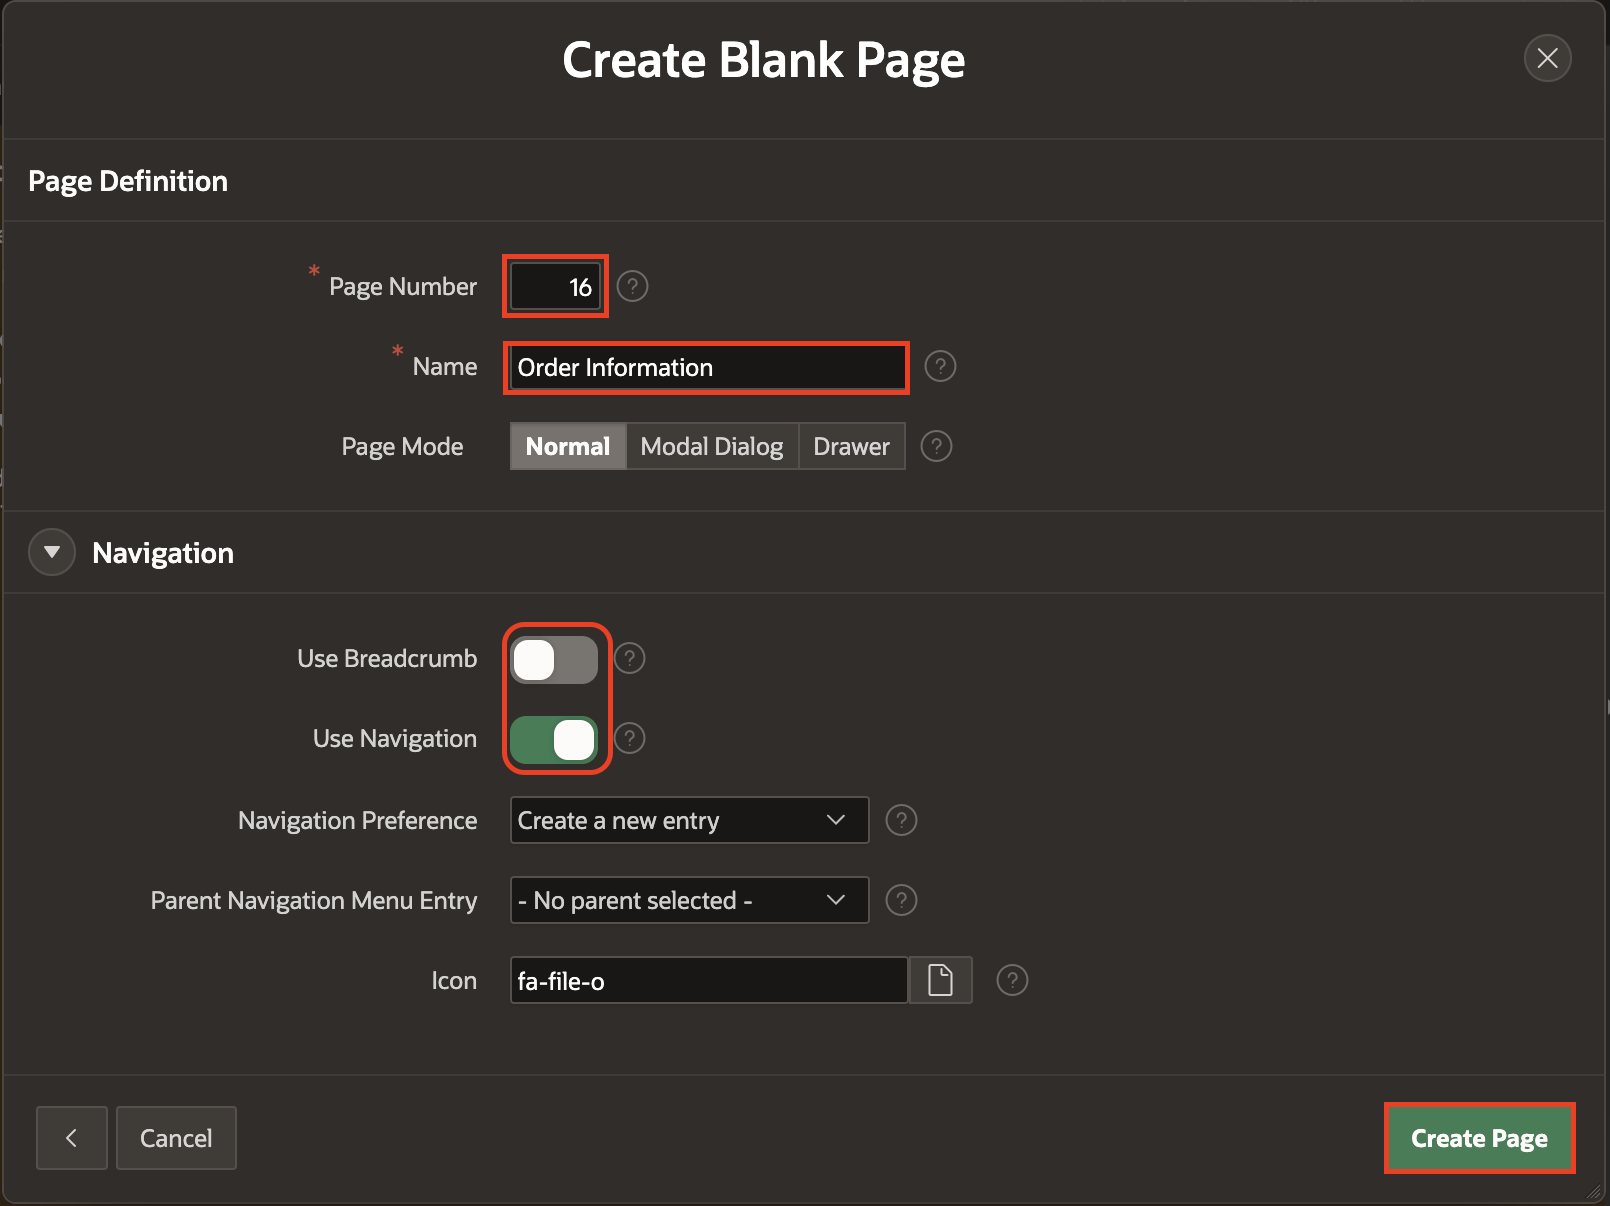 Create Blank Page
Page Definition
* Page Number 16 ?
* Name Order Information ?
Page Mode Normal Modal Dialog Drawer ?
Navigation
Use Breadcrumb ?
Use Navigation ?
Navigation Preference Create a new entry ?
Parent Navigation Menu Entry - No parent selected - ?
Icon fa-file-o ?
Cancel Create Page